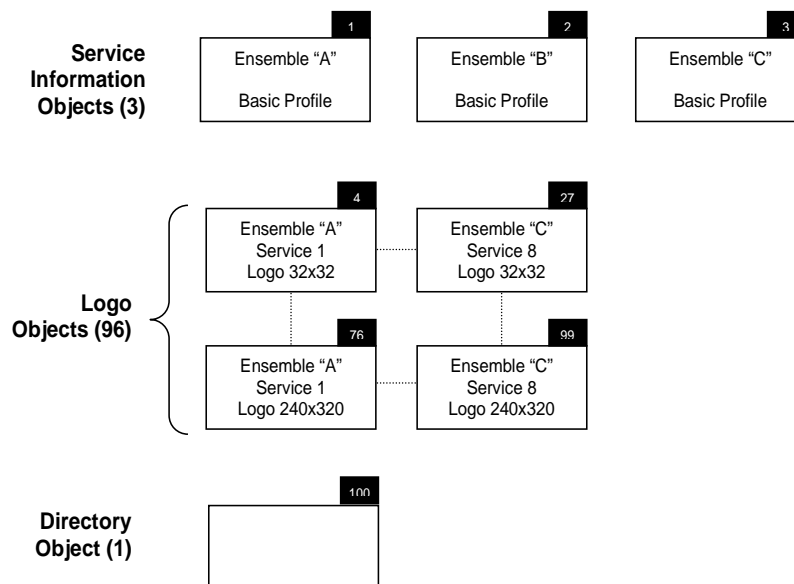 Service
Information
Objects (3)
1
Ensemble “A”
Basic Profile
2
Ensemble “B”
Basic Profile
3
Ensemble “C”
Basic Profile
Logo
Objects (96)
4
Ensemble “A”
Service 1
Logo 32x32
27
Ensemble “C”
Service 8
Logo 32x32
76
Ensemble “A”
Service 1
Logo 240x320
99
Ensemble “C”
Service 8
Logo 240x320
Directory
Object (1)
100